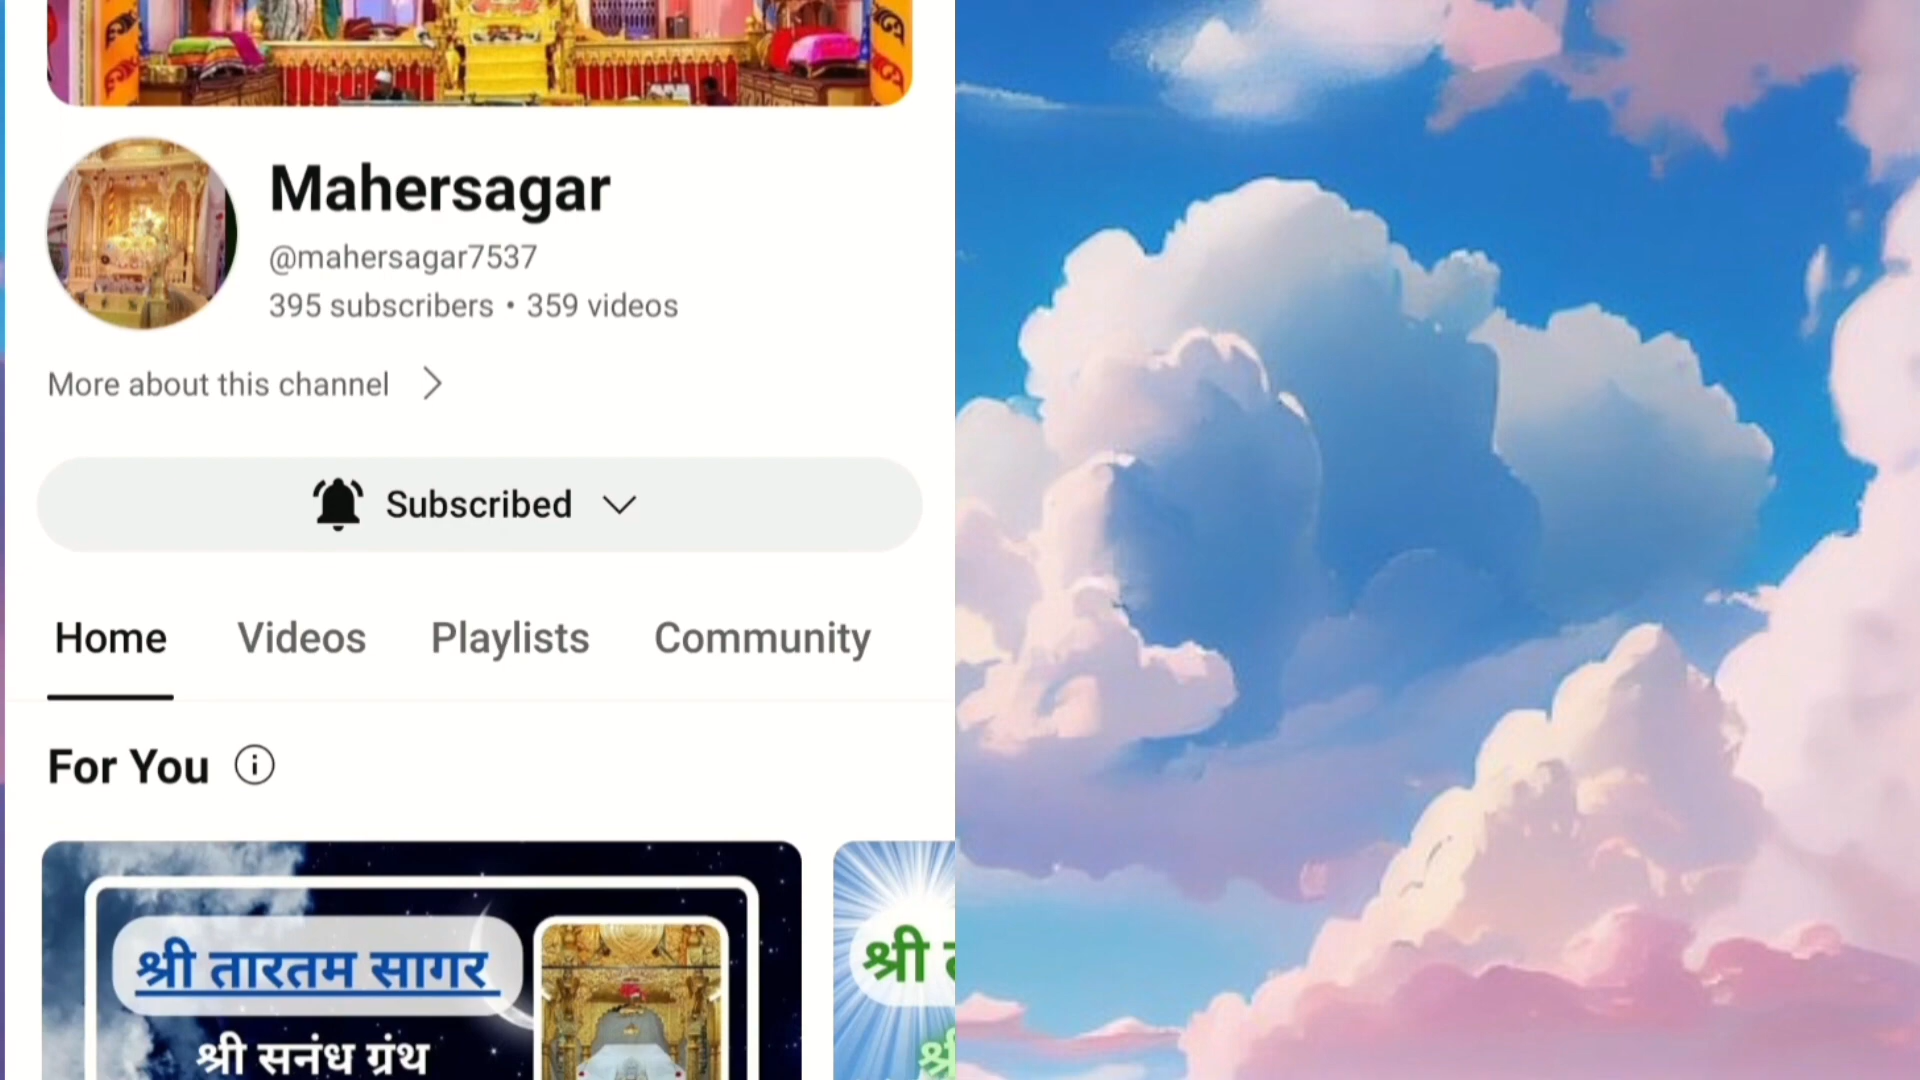 Mahersagar
@mahersagar7537
395 subscribers • 359 videos
More about this channel
Subscribed
Home Videos Playlists Community
For You
श्री तारतम सागर
श्री सनंध ग्रंथ
श्री
श्री